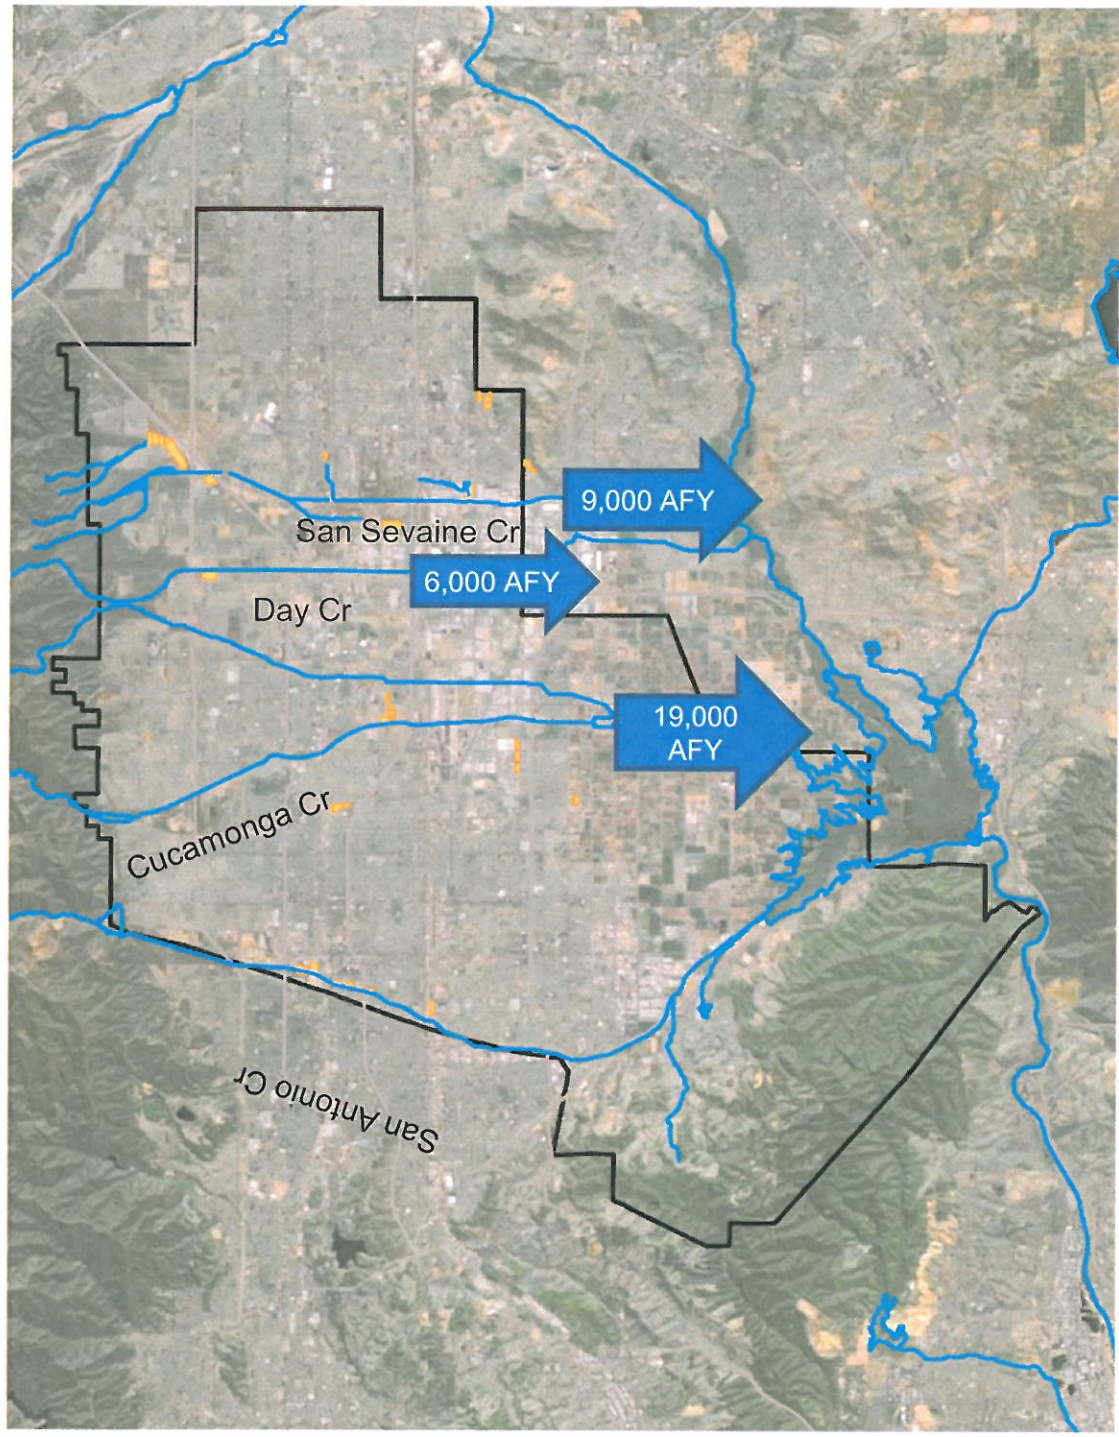 9,000 AFY
San Sevaine Cr
6,000 AFY
Day Cr
19,000
AFY
Cucamonga Cr
San Antonio Cr